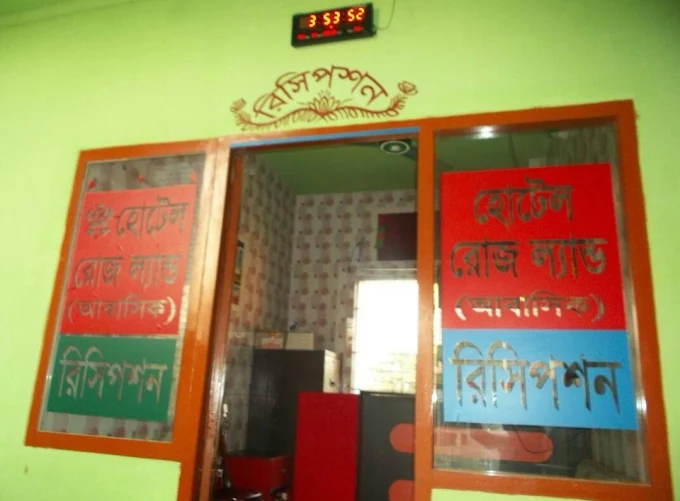 3:53:52
রিসিপশন
হোটেল
রোজ ল্যান্ড
(আবাসিক)
রিসিপশন
হোটেল
রোজ ল্যান্ড
(আবাসিক)
রিসিপশন